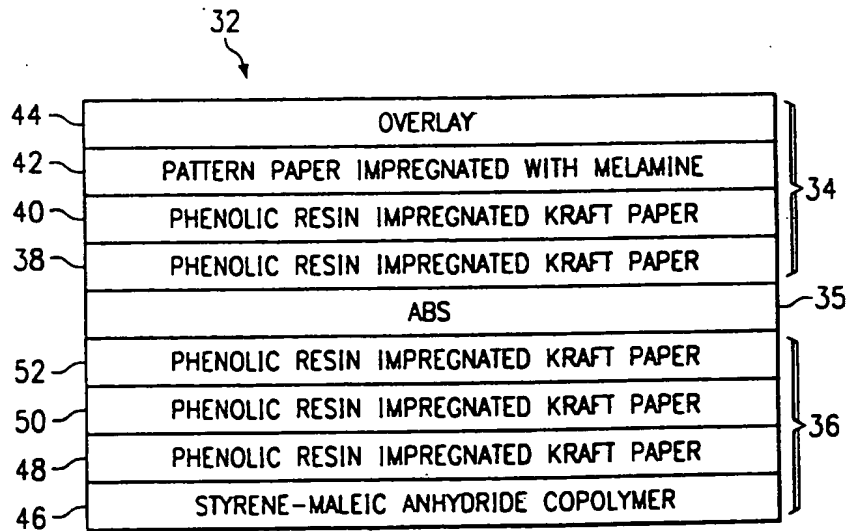 32
44 OVERLAY
42 PATTERN PAPER IMPREGNATED WITH MELAMINE
34
40 PHENOLIC RESIN IMPREGNATED KRAFT PAPER
38 PHENOLIC RESIN IMPREGNATED KRAFT PAPER
ABS 35
52 PHENOLIC RESIN IMPREGNATED KRAFT PAPER
50 PHENOLIC RESIN IMPREGNATED KRAFT PAPER
36
48 PHENOLIC RESIN IMPREGNATED KRAFT PAPER
46 STYRENE-MALEIC ANHYDRIDE COPOLYMER